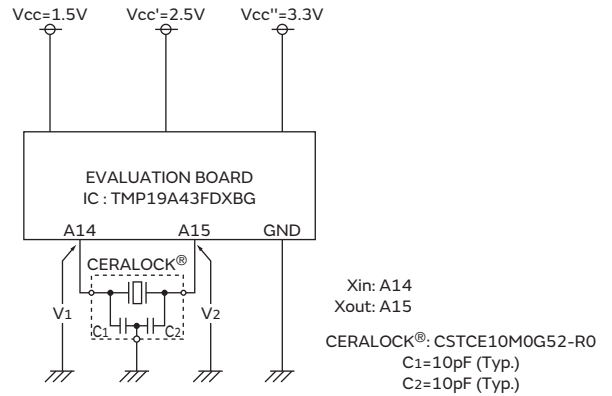 Vcc=1.5V Vcc'=2.5V Vcc''=3.3V
EVALUATION BOARD
IC : TMP19A43FDXBG
A14 A15 GND
CERALOCK®
V1 C1 C2 V2
Xin: A14
Xout: A15
CERALOCK®: CSTCE10M0G52-R0
C1=10pF (Typ.)
C2=10pF (Typ.)